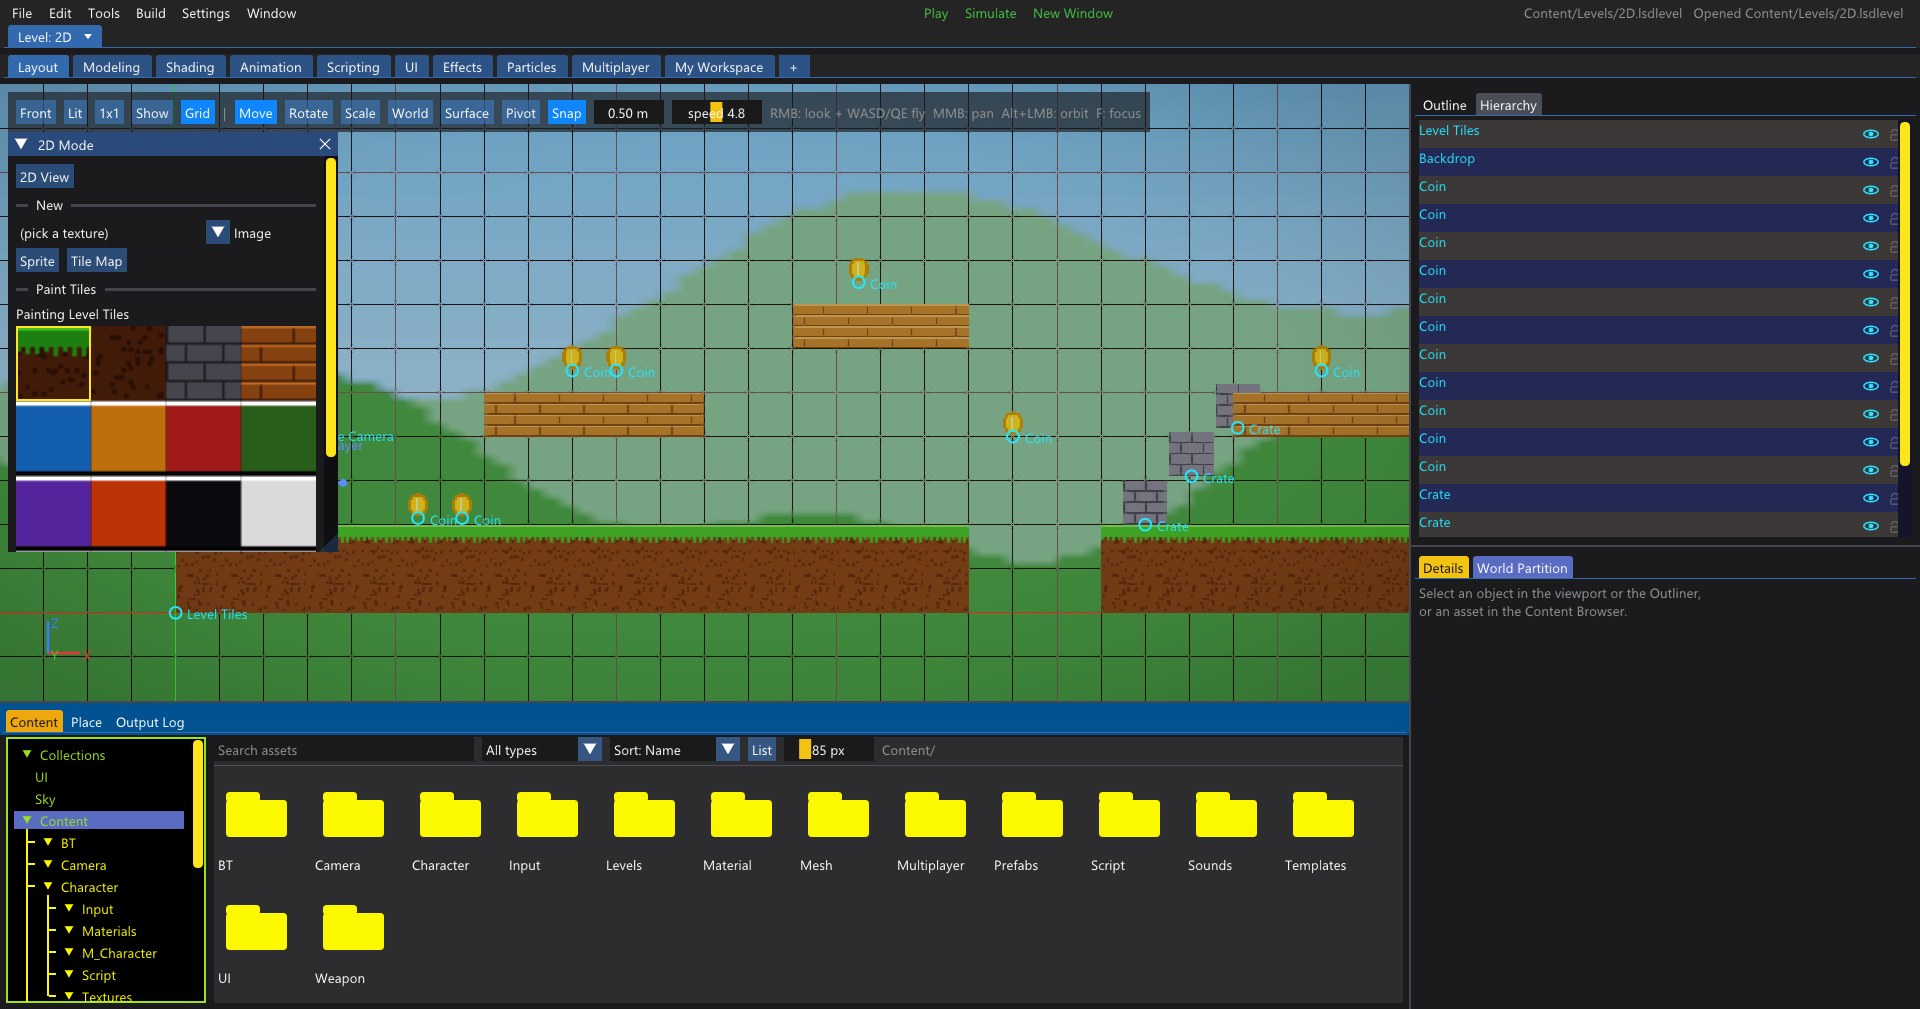 File Edit Tools Build Settings Window Play Simulate New Window Content/Levels/2D.lsdlevel Opened Content/Levels/2D.lsdlevel
Level: 2D
Layout Modeling Shading Animation Scripting UI Effects Particles Multiplayer My Workspace +
Front Lit 1x1 Show Grid | Move Rotate Scale World Surface Pivot Snap 0.50 m speed 4.8 RMB: look + WASD/QE fly MMB: pan Alt+LMB: orbit F: focus
2D Mode
2D View
New
(pick a texture) Image
Sprite Tile Map
Paint Tiles
Painting Level Tiles
Coin
Coin Coin
Coin
Coin
Crate
Camera
Crate
Coin Coin
Crate
Level Tiles
Z
Y X
Outline Hierarchy
Level Tiles
Backdrop
Coin
Coin
Coin
Coin
Coin
Coin
Coin
Coin
Coin
Coin
Coin
Crate
Crate
Details World Partition
Select an object in the viewport or the Outliner,
or an asset in the Content Browser.
Content Place Output Log
Collections
UI
Sky
Content
BT
Camera
Character
Input
Materials
M_Character
Script
Textures
Search assets All types Sort: Name List 85 px Content/
BT Camera Character Input Levels Material Mesh Multiplayer Prefabs Script Sounds Templates
UI Weapon